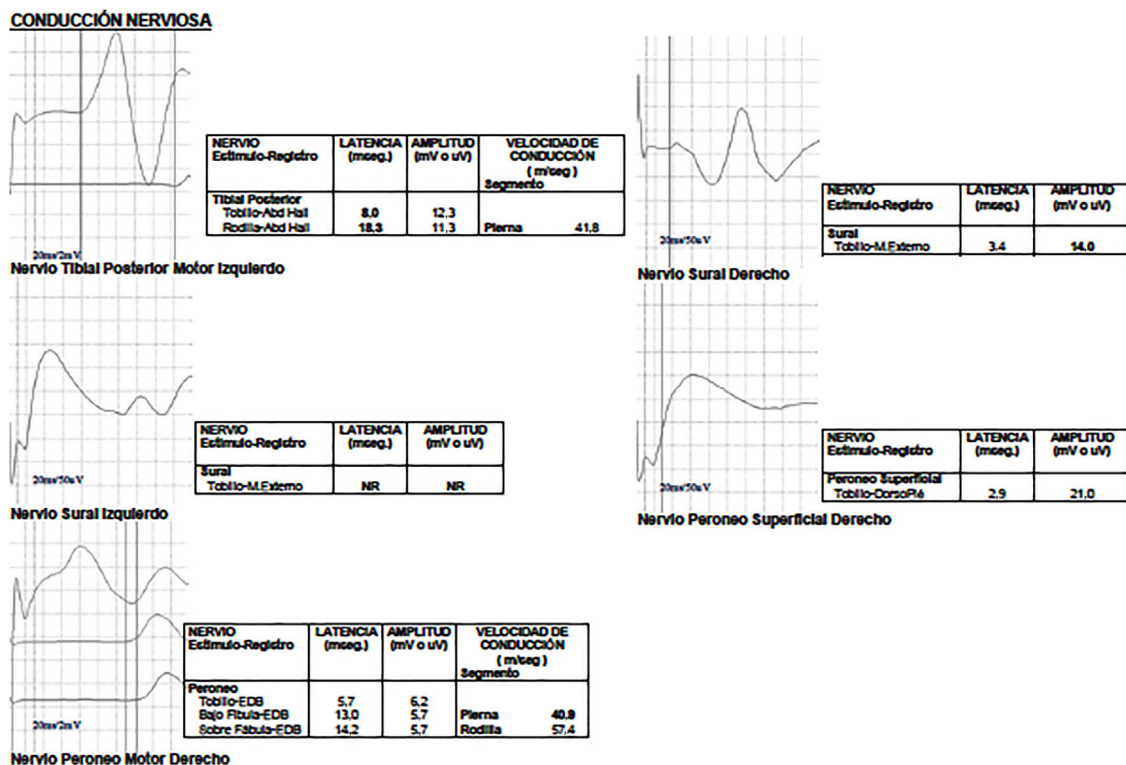 CONDUCCIÓN NERVIOSA
20ms/2mV
NERVIO LATENCIA AMPLITUD VELOCIDAD DE
Estímulo-Registro (mseg.) (mV o uV) CONDUCCIÓN
( m/seg )
Segmento
Tibial Posterior
Tobillo-Abd Hall 8,0 12,3
Rodilla-Abd Hall 18,3 11,3 Pierna 41,8
Nervio Tibial Posterior Motor Izquierdo
20ms/50uV
NERVIO LATENCIA AMPLITUD
Estímulo-Registro (mseg.) (mV o uV)
Sural
Tobillo-M.Externo 3.4 14.0
Nervio Sural Derecho
20ms/50uV
NERVIO LATENCIA AMPLITUD
Estímulo-Registro (mseg.) (mV o uV)
Sural
Tobillo-M.Externo NR NR
Nervio Sural Izquierdo
20ms/50uV
NERVIO LATENCIA AMPLITUD
Estímulo-Registro (mseg.) (mV o uV)
Peroneo Superficial
Tobillo-DorsoPié 2,9 21,0
Nervio Peroneo Superficial Derecho
20ms/2mV
NERVIO LATENCIA AMPLITUD VELOCIDAD DE
Estímulo-Registro (mseg.) (mV o uV) CONDUCCIÓN
( m/seg )
Segmento
Peroneo
Tobillo-EDB 5,7 6,2
Bajo Fíbula-EDB 13,0 5,7 Pierna 40,9
Sobre Fábula-EDB 14,2 5,7 Rodilla 57,4
Nervio Peroneo Motor Derecho